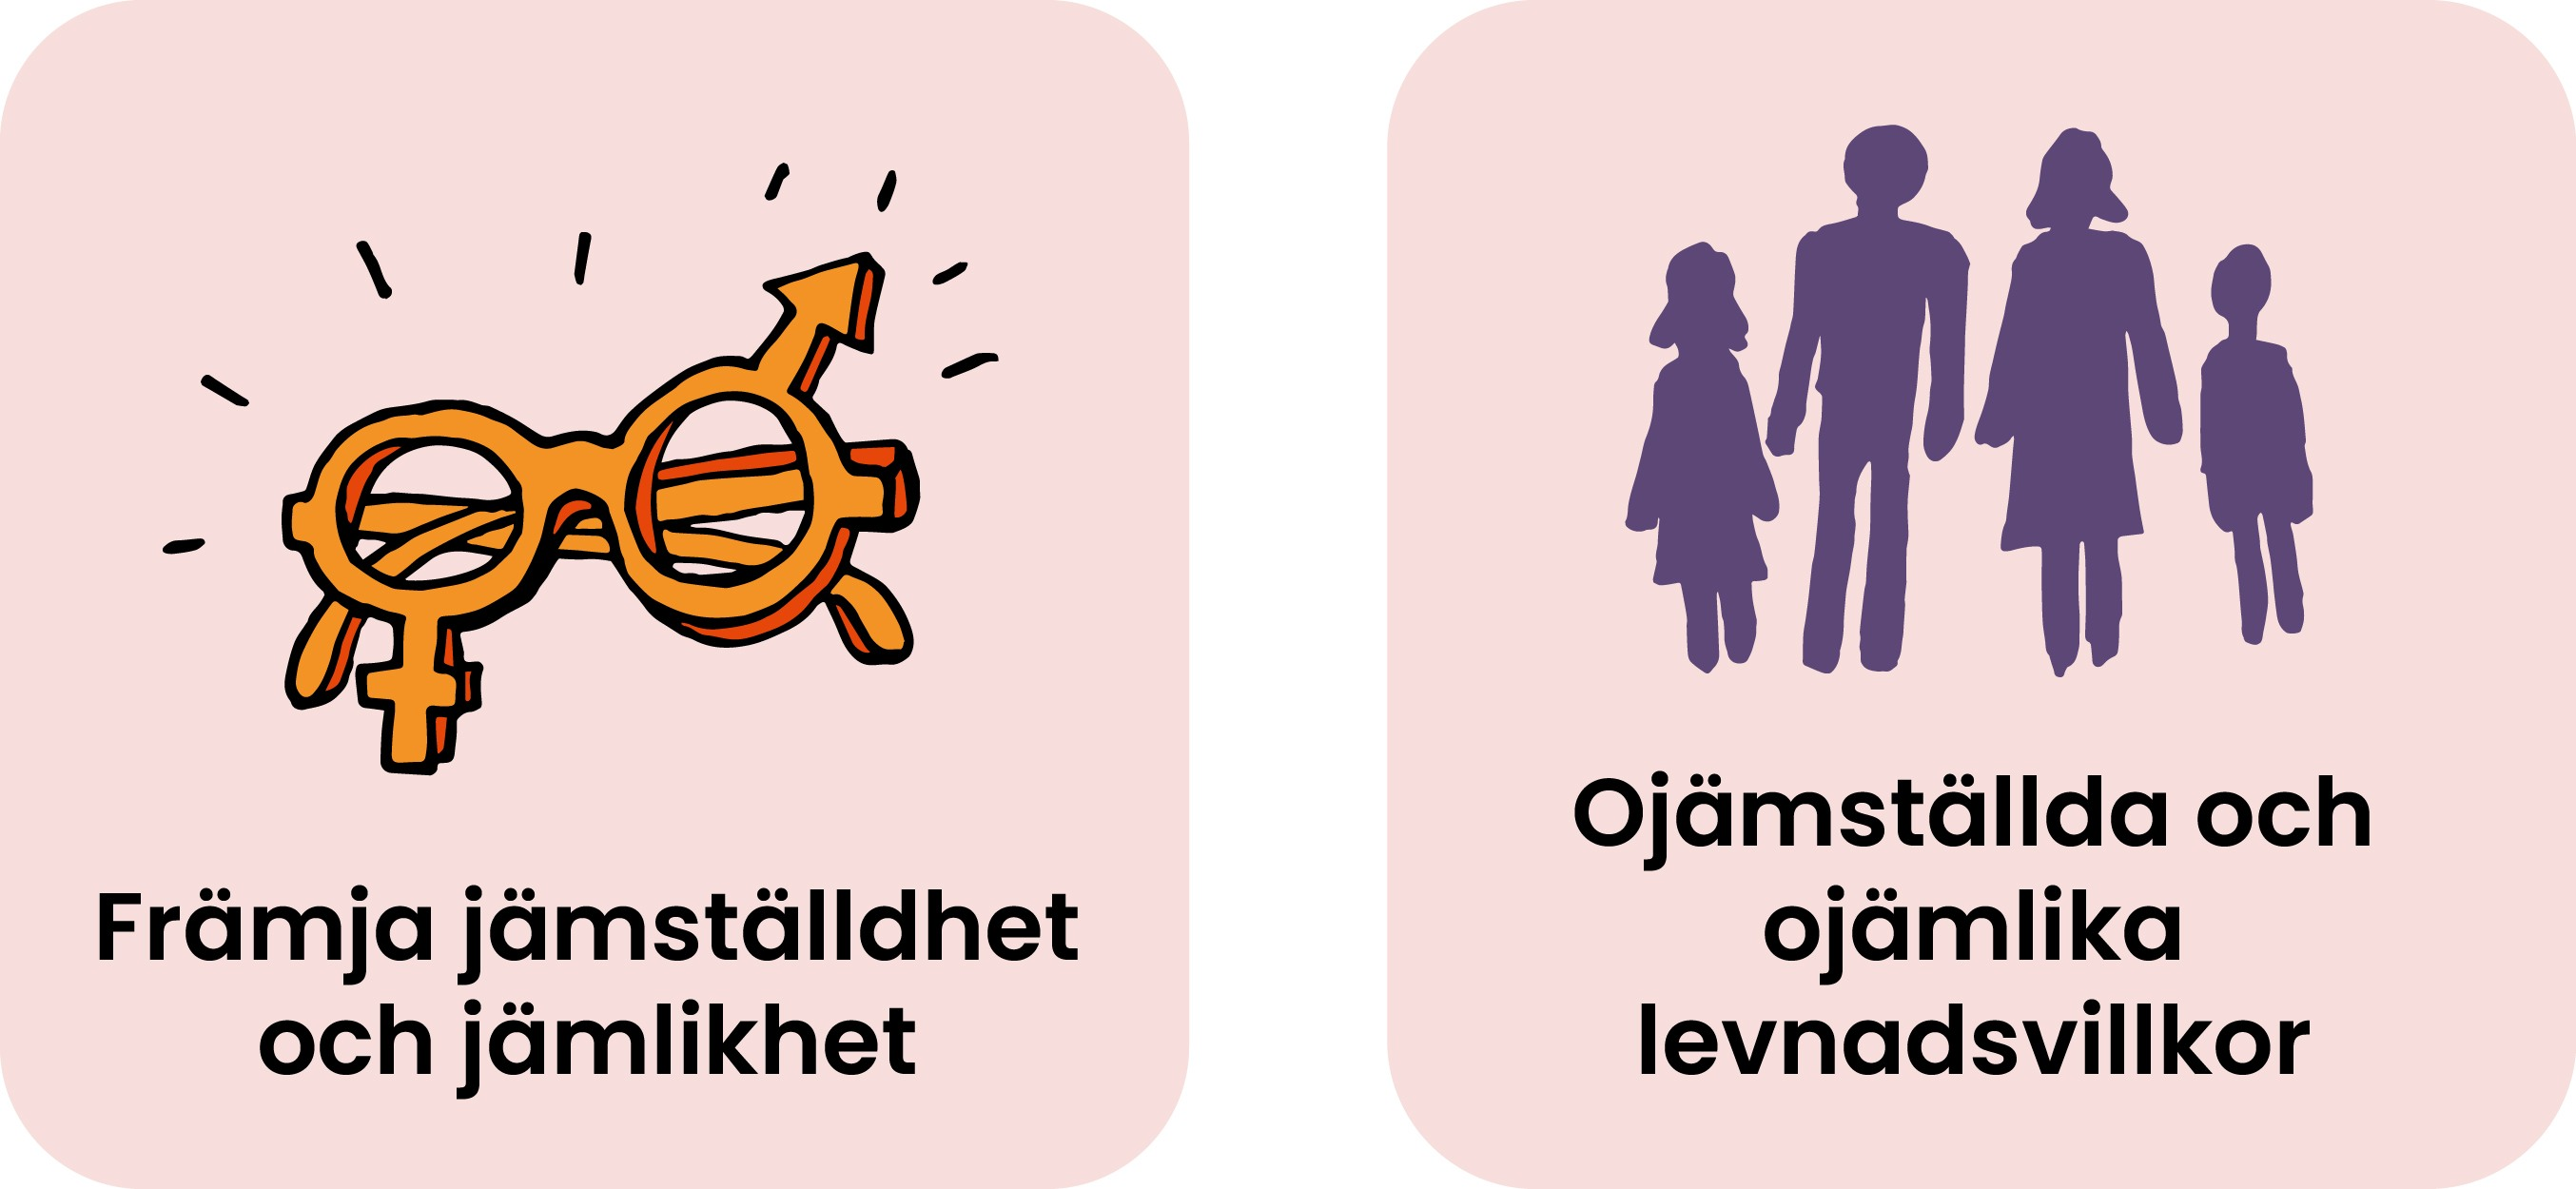 Främja jämställdhet
och jämlikhet
Ojämställda och
ojämlika
levnadsvillkor